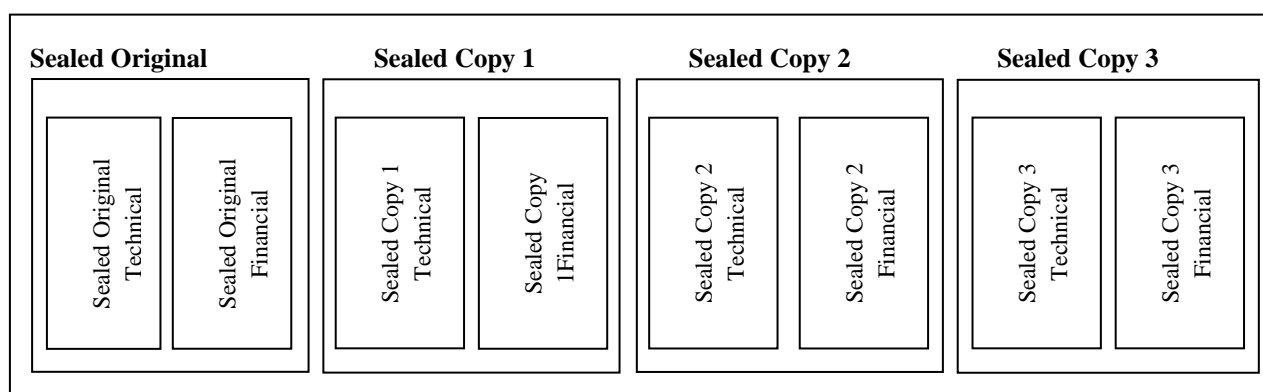 Sealed Original
Sealed Copy 1
Sealed Copy 2
Sealed Copy 3
Sealed Original
Technical
Sealed Original
Financial
Sealed Copy 1
Technical
Sealed Copy
1Financial
Sealed Copy 2
Technical
Sealed Copy 2
Financial
Sealed Copy 3
Technical
Sealed Copy 3
Financial